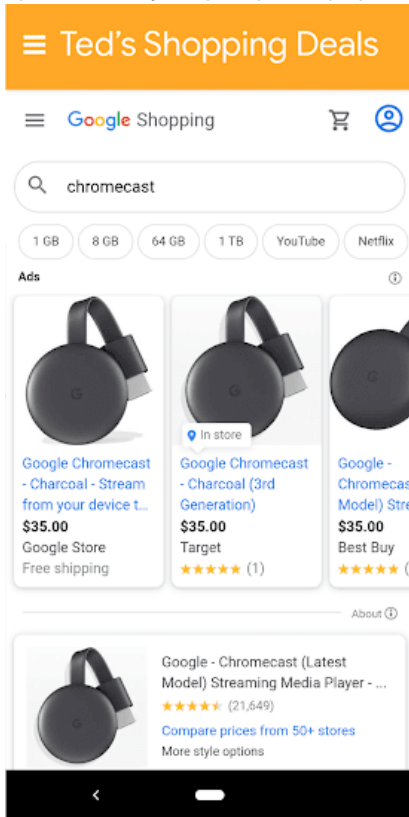 Ted's Shopping Deals
Google Shopping
chromecast
1 GB 8 GB 64 GB 1 TB YouTube Netflix
Ads
In store
Google Chromecast
- Charcoal - Stream
from your device t...
$35.00
Google Store
Free shipping
Google Chromecast
- Charcoal (3rd
Generation)
$35.00
Target
(1)
Google -
Chromecas
Model) Stre
$35.00
Best Buy
(
About
Google - Chromecast (Latest
Model) Streaming Media Player - ...
(21,649)
Compare prices from 50+ stores
More style options